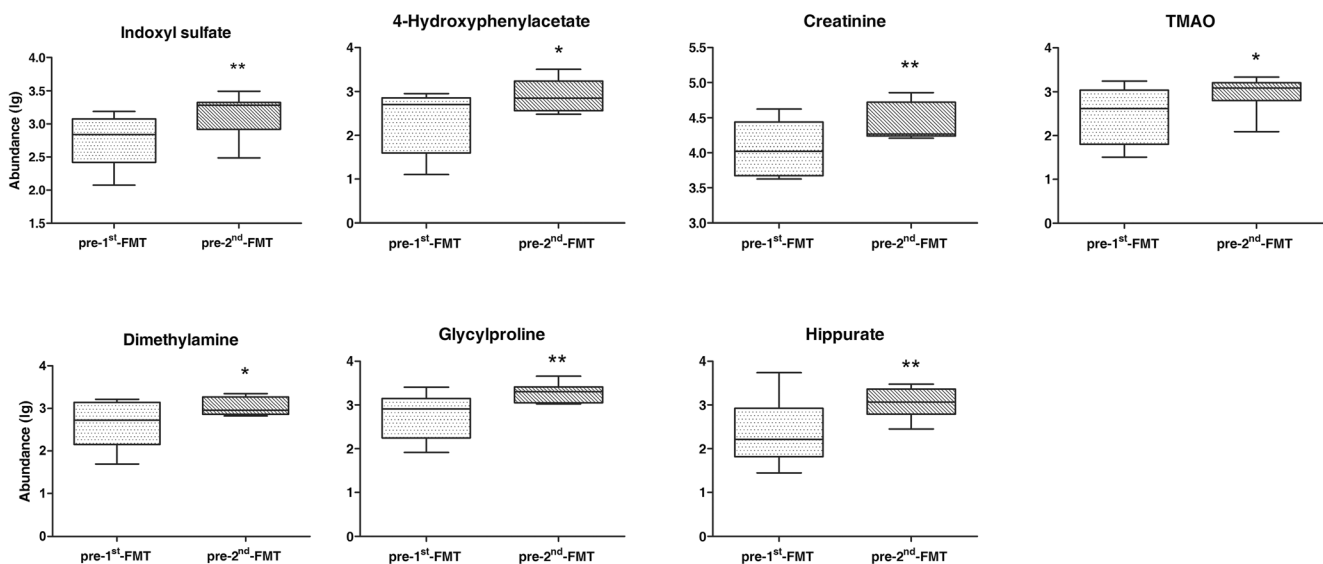 Indoxyl sulfate
**
Abundance (lg)
4.0
3.5
3.0
2.5
2.0
1.5
pre-1st-FMT
pre-2nd-FMT
4-Hydroxyphenylacetate
*
4
3
2
1
0
pre-1st-FMT
pre-2nd-FMT
Creatinine
**
5.5
5.0
4.5
4.0
3.5
3.0
pre-1st-FMT
pre-2nd-FMT
TMAO
*
4
3
2
1
0
pre-1st-FMT
pre-2nd-FMT
Dimethylamine
*
Abundance (lg)
4
3
2
1
0
pre-1st-FMT
pre-2nd-FMT
Glycylproline
**
4
3
2
1
0
pre-1st-FMT
pre-2nd-FMT
Hippurate
**
4
3
2
1
0
pre-1st-FMT
pre-2nd-FMT